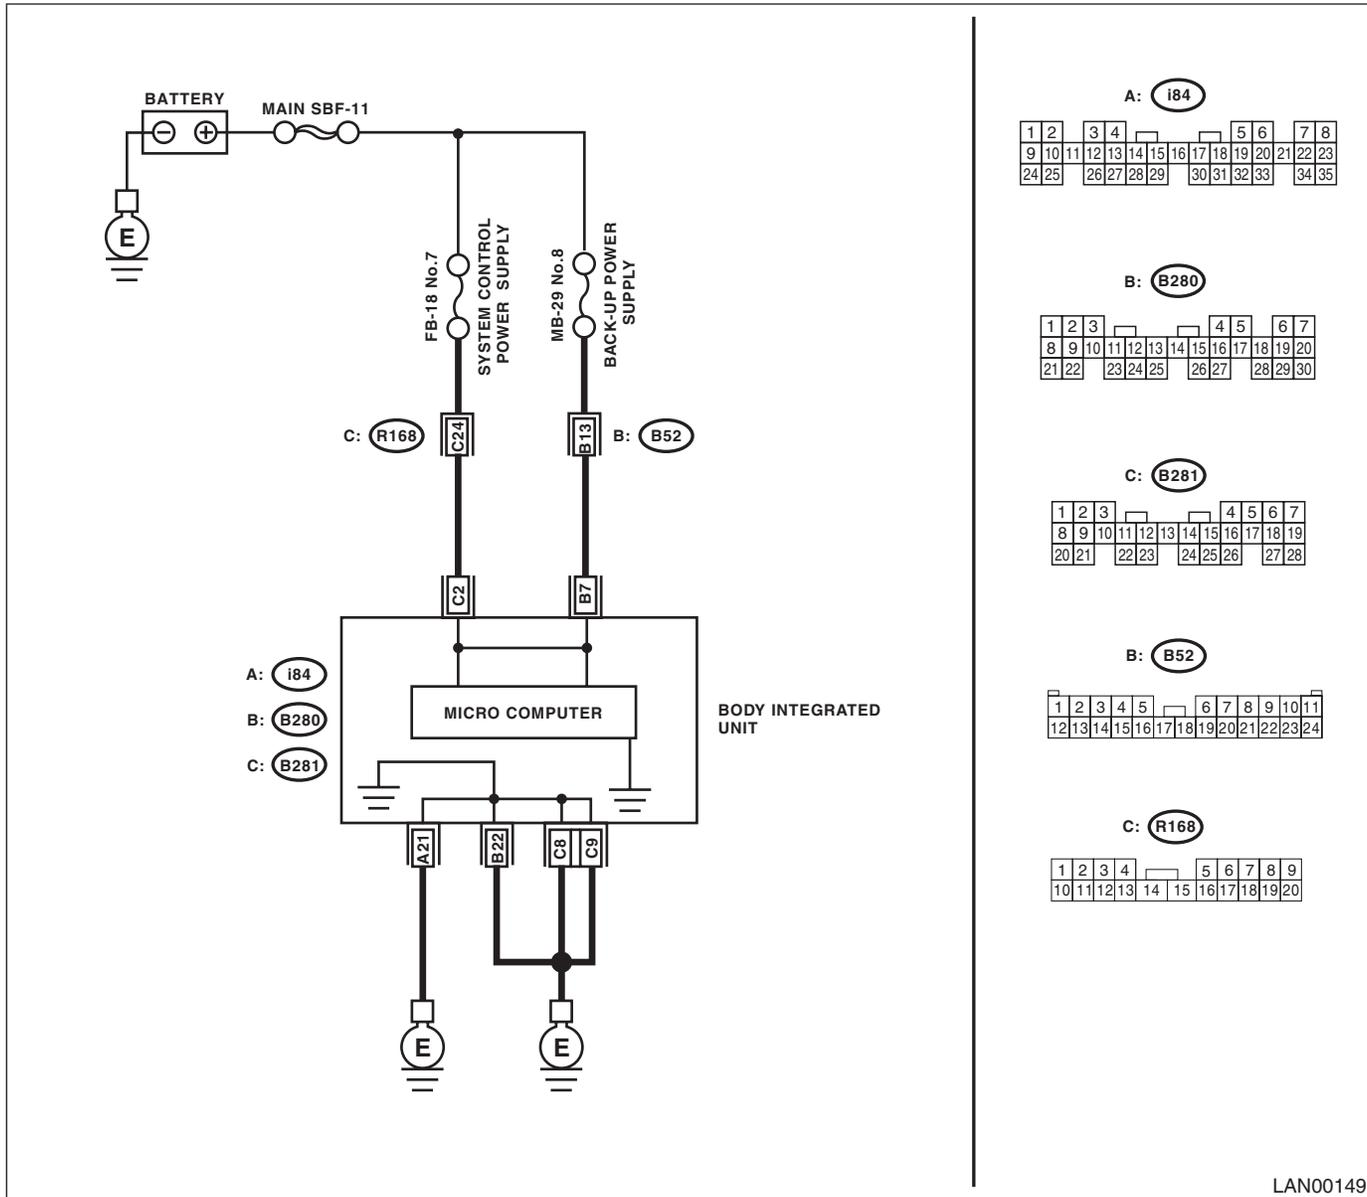 BATTERY
MAIN SBF-11
− +
E
FB-18 No.7
SYSTEM CONTROL
POWER SUPPLY
MB-29 No.8
BACK-UP POWER
SUPPLY
C: R168
C24
B13
B: B52
C2
B7
A: i84
B: B280
C: B281
MICRO COMPUTER
BODY INTEGRATED
UNIT
A21
B22
C8
C9
E
E
A: i84
1 2 3 4 5 6 7 8
9 10 11 12 13 14 15 16 17 18 19 20 21 22 23
24 25 26 27 28 29 30 31 32 33 34 35
B: B280
1 2 3 4 5 6 7
8 9 10 11 12 13 14 15 16 17 18 19 20
21 22 23 24 25 26 27 28 29 30
C: B281
1 2 3 4 5 6 7
8 9 10 11 12 13 14 15 16 17 18 19
20 21 22 23 24 25 26 27 28
B: B52
1 2 3 4 5 6 7 8 9 10 11
12 13 14 15 16 17 18 19 20 21 22 23 24
C: R168
1 2 3 4 5 6 7 8 9
10 11 12 13 14 15 16 17 18 19 20
LAN00149